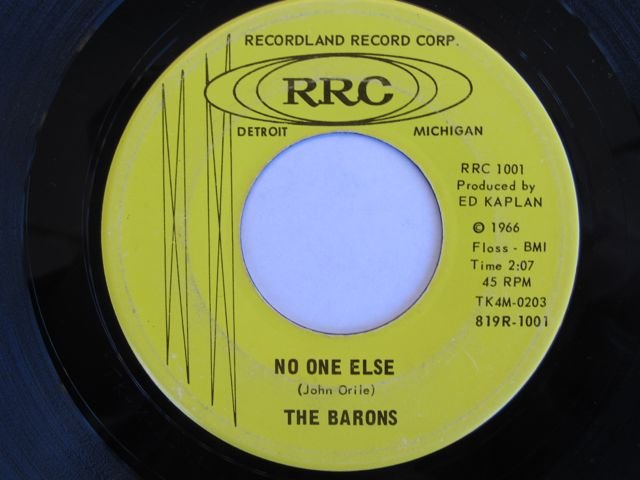 RECORDLAND RECORD CORP.
RRC
DETROIT MICHIGAN
RRC 1001
Produced by
ED KAPLAN
© 1966
Floss - BMI
Time 2:07
45 RPM
TK4M-0203
819R-1001
NO ONE ELSE
(John Orile)
THE BARONS